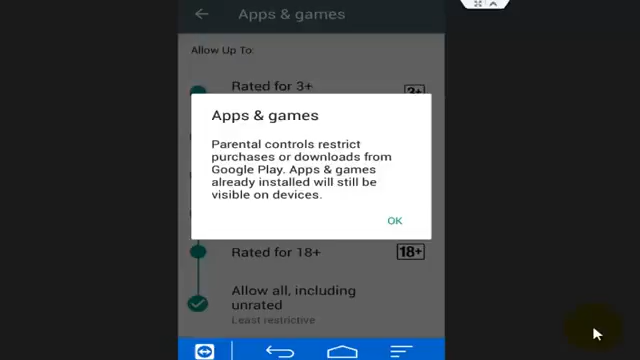 Apps & games
Allow Up To:
Rated for 3+
3+
Apps & games
Parental controls restrict
purchases or downloads from
Google Play. Apps & games
already installed will still be
visible on devices.
OK
Rated for 18+
18+
Allow all, including
unrated
Least restrictive